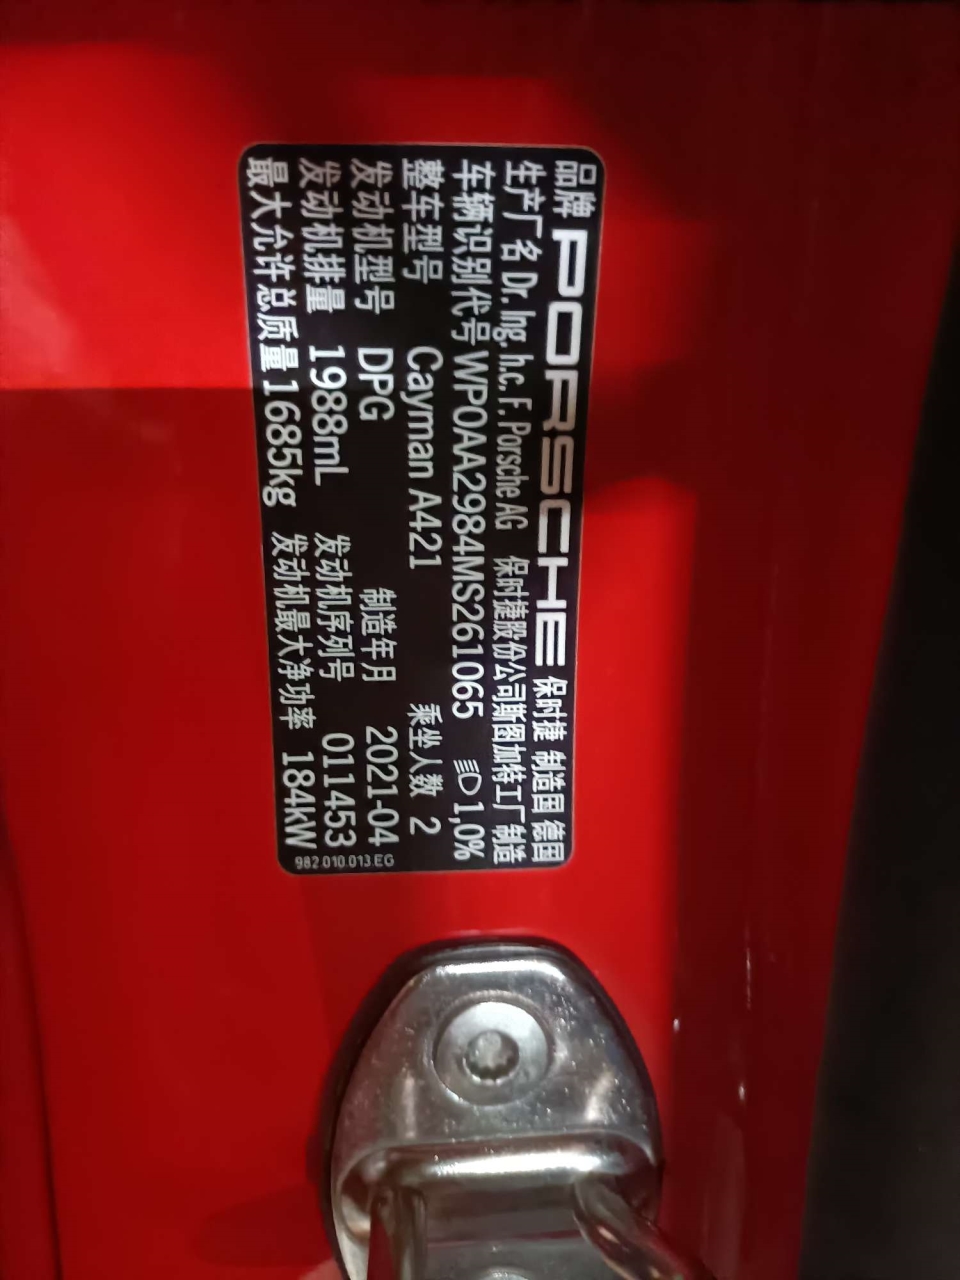 品牌 PORSCHE 保时捷 制造国 德国
生产厂名 Dr. Ing. h.c. F. Porsche AG 保时捷股份公司斯图加特工厂制造
车辆识别代号 WP0AA2984MS261065 1,0%
整车型号 Cayman A421 乘坐人数 2
发动机型号 DPG 制造年月 2021-04
发动机排量 1988mL 发动机序列号 011453
最大允许总质量 1685kg 发动机最大净功率 184kW
982.010.013.EG